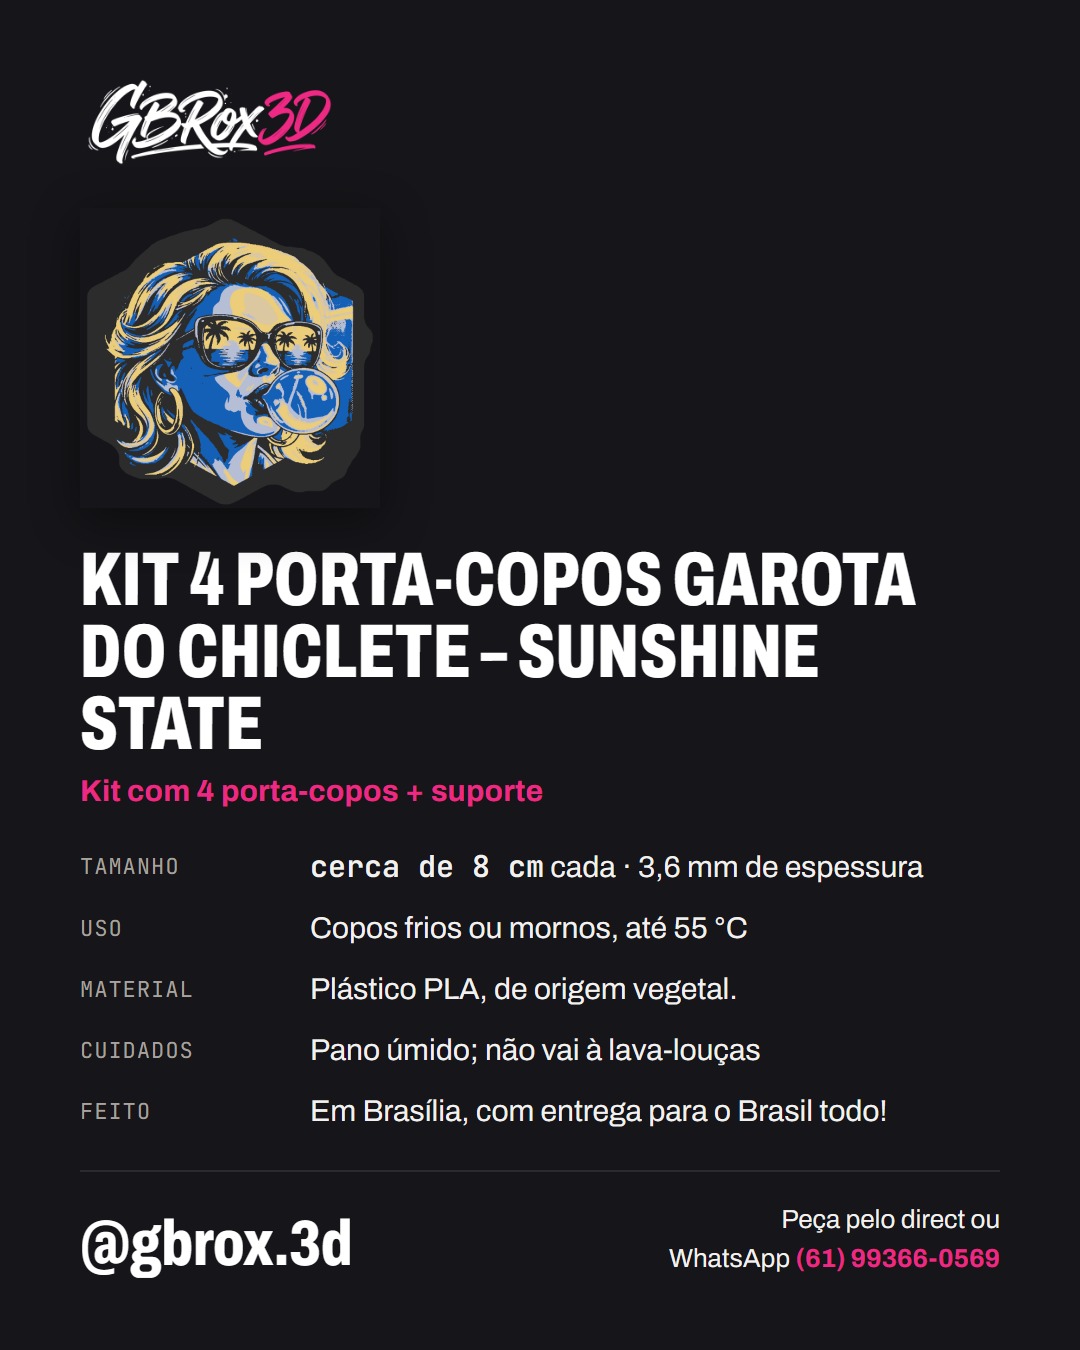 GBRox3D
KIT 4 PORTA-COPOS GAROTA
DO CHICLETE – SUNSHINE
STATE
Kit com 4 porta-copos + suporte
TAMANHO cerca de 8 cm cada · 3,6 mm de espessura
USO Copos frios ou mornos, até 55 °C
MATERIAL Plástico PLA, de origem vegetal.
CUIDADOS Pano úmido; não vai à lava-louças
FEITO Em Brasília, com entrega para o Brasil todo!
@gbrox.3d
Peça pelo direct ou
WhatsApp (61) 99366-0569